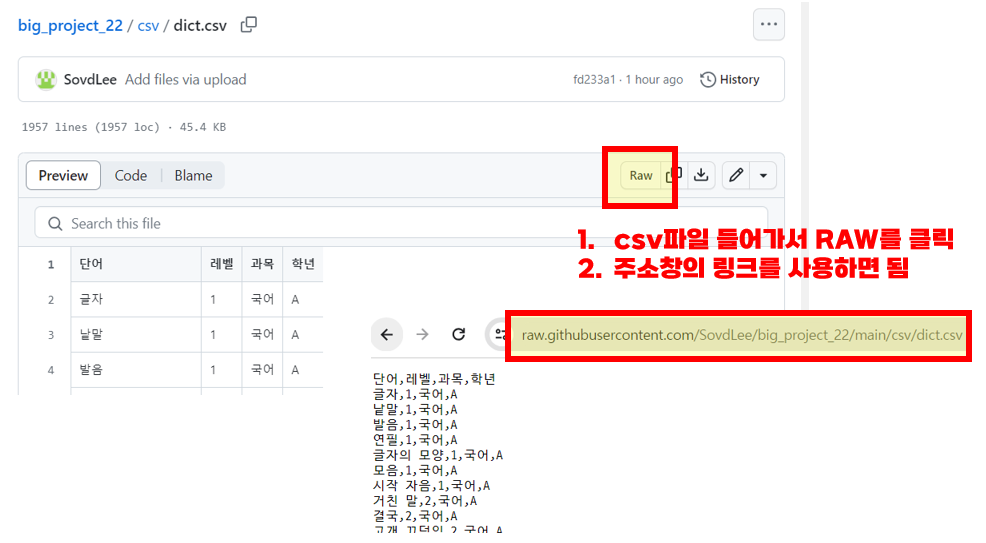 big_project_22 / csv / dict.csv
SovdLee Add files via upload
fd233a1 · 1 hour ago
History
1957 lines (1957 loc) · 45.4 KB
Preview
Code
Blame
Raw
Search this file
1 단어 레벨 과목 학년
2 글자 1 국어 A
3 낱말 1 국어 A
4 발음 1 국어 A
1. csv파일 들어가서 RAW를 클릭
2. 주소창의 링크를 사용하면 됨
raw.githubusercontent.com/SovdLee/big_project_22/main/csv/dict.csv
단어,레벨,과목,학년
글자,1,국어,A
낱말,1,국어,A
발음,1,국어,A
연필,1,국어,A
글자의 모양,1,국어,A
모음,1,국어,A
시작 자음,1,국어,A
거친 말,2,국어,A
결국,2,국어,A